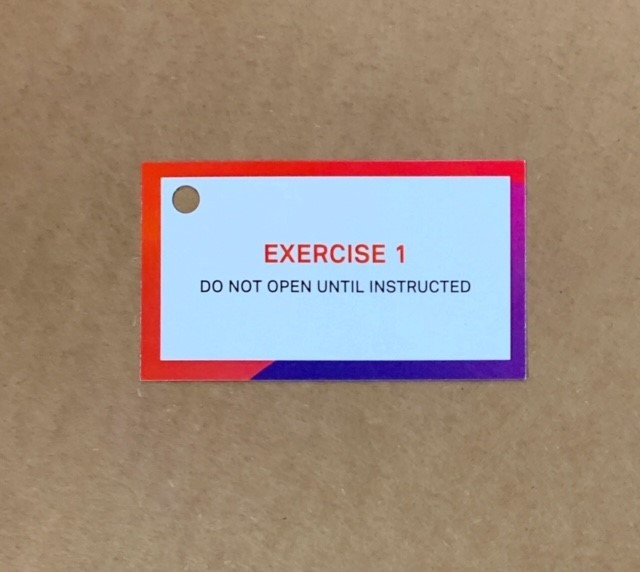 EXERCISE 1
DO NOT OPEN UNTIL INSTRUCTED